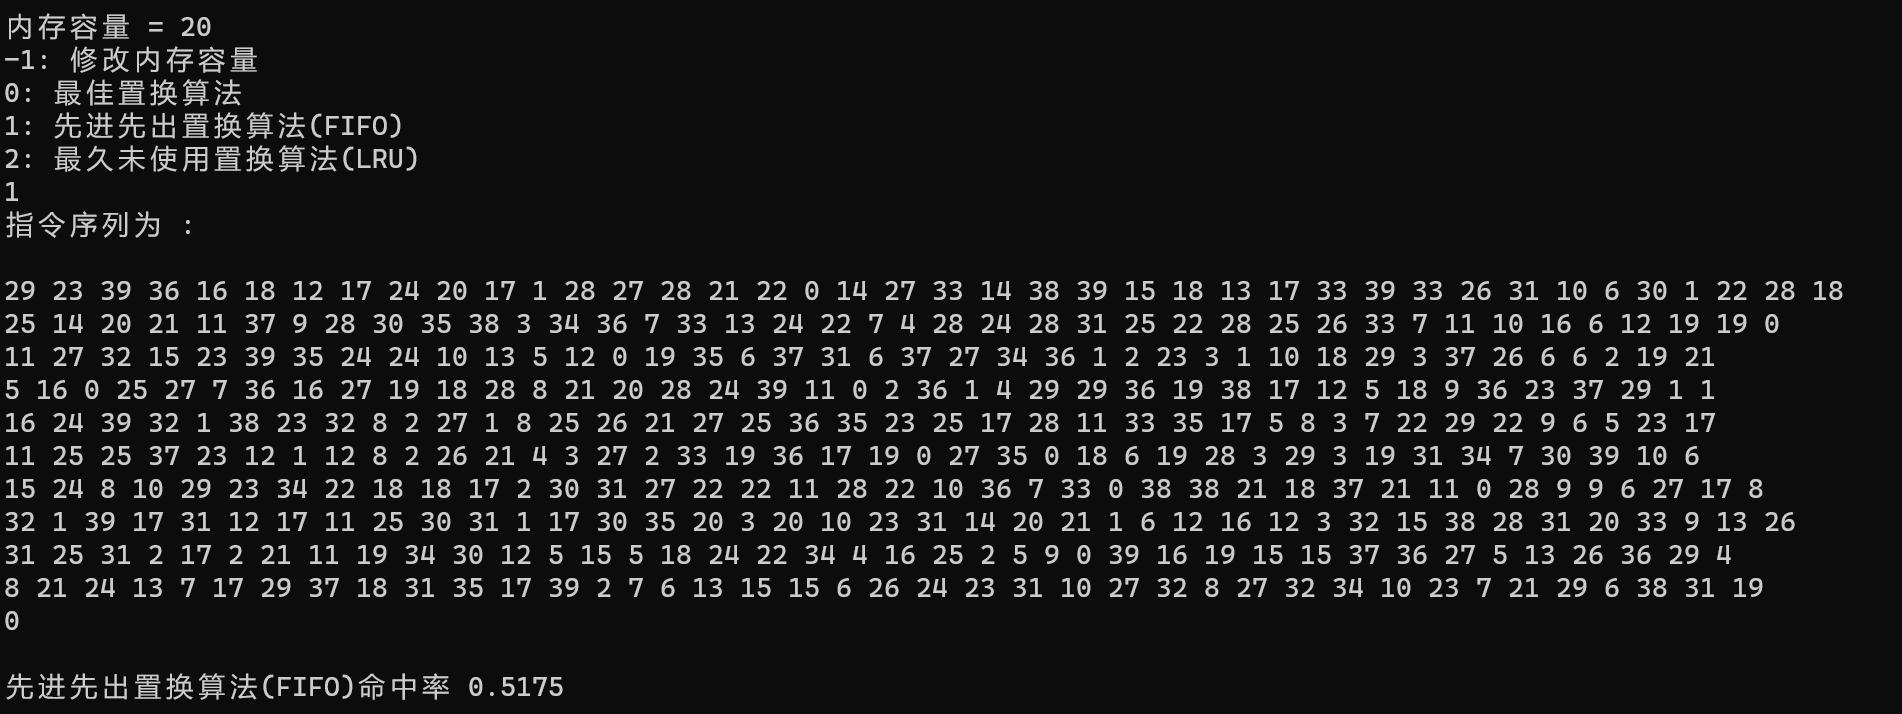 内存容量 = 20
-1: 修改内存容量
0: 最佳置换算法
1: 先进先出置换算法(FIFO)
2: 最久未使用置换算法(LRU)
1
指令序列为 :
29 23 39 36 16 18 12 17 24 20 17 1 28 27 28 21 22 0 14 27 33 14 38 39 15 18 13 17 33 39 33 26 31 10 6 30 1 22 28 18
25 14 20 21 11 37 9 28 30 35 38 3 34 36 7 33 13 24 22 7 4 28 24 28 31 25 22 28 25 26 33 7 11 10 16 6 12 19 19 0
11 27 32 15 23 39 35 24 24 10 13 5 12 0 19 35 6 37 31 6 37 27 34 36 1 2 23 3 1 10 18 29 3 37 26 6 6 2 19 21
5 16 0 25 27 7 36 16 27 19 18 28 8 21 20 28 24 39 11 0 2 36 1 4 29 29 36 19 38 17 12 5 18 9 36 23 37 29 1 1
16 24 39 32 1 38 23 32 8 2 27 1 8 25 26 21 27 25 36 35 23 25 17 28 11 33 35 17 5 8 3 7 22 29 22 9 6 5 23 17
11 25 25 37 23 12 1 12 8 2 26 21 4 3 27 2 33 19 36 17 19 0 27 35 0 18 6 19 28 3 29 3 19 31 34 7 30 39 10 6
15 24 8 10 29 23 34 22 18 18 17 2 30 31 27 22 22 11 28 22 10 36 7 33 0 38 38 21 18 37 21 11 0 28 9 9 6 27 17 8
32 1 39 17 31 12 17 11 25 30 31 1 17 30 35 20 3 20 10 23 31 14 20 21 1 6 12 16 12 3 32 15 38 28 31 20 33 9 13 26
31 25 31 2 17 2 21 11 19 34 30 12 5 15 5 18 24 22 34 4 16 25 2 5 9 0 39 16 19 15 15 37 36 27 5 13 26 36 29 4
8 21 24 13 7 17 29 37 18 31 35 17 39 2 7 6 13 15 15 6 26 24 23 31 10 27 32 8 27 32 34 10 23 7 21 29 6 38 31 19
0
先进先出置换算法(FIFO)命中率 0.5175